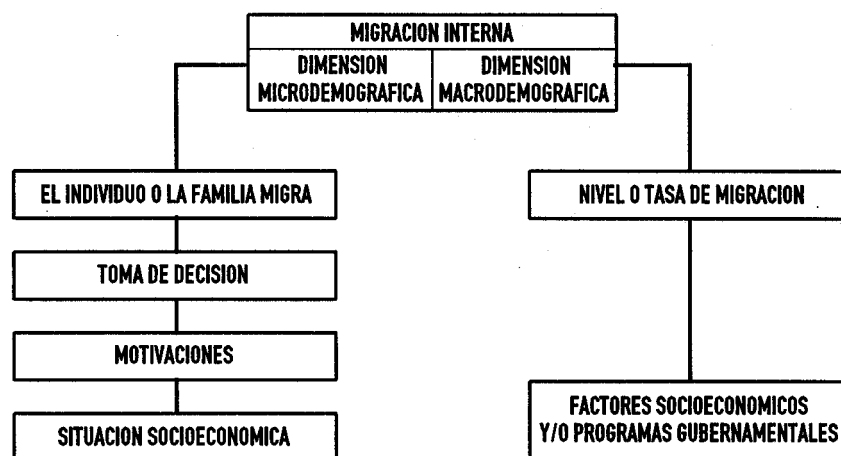 MIGRACION INTERNA
DIMENSION
MICRODEMOGRAFICA
DIMENSION
MACRODEMOGRAFICA
EL INDIVIDUO O LA FAMILIA MIGRA
TOMA DE DECISION
MOTIVACIONES
SITUACION SOCIOECONOMICA
NIVEL O TASA DE MIGRACION
FACTORES SOCIOECONOMICOS
Y/O PROGRAMAS GUBERNAMENTALES